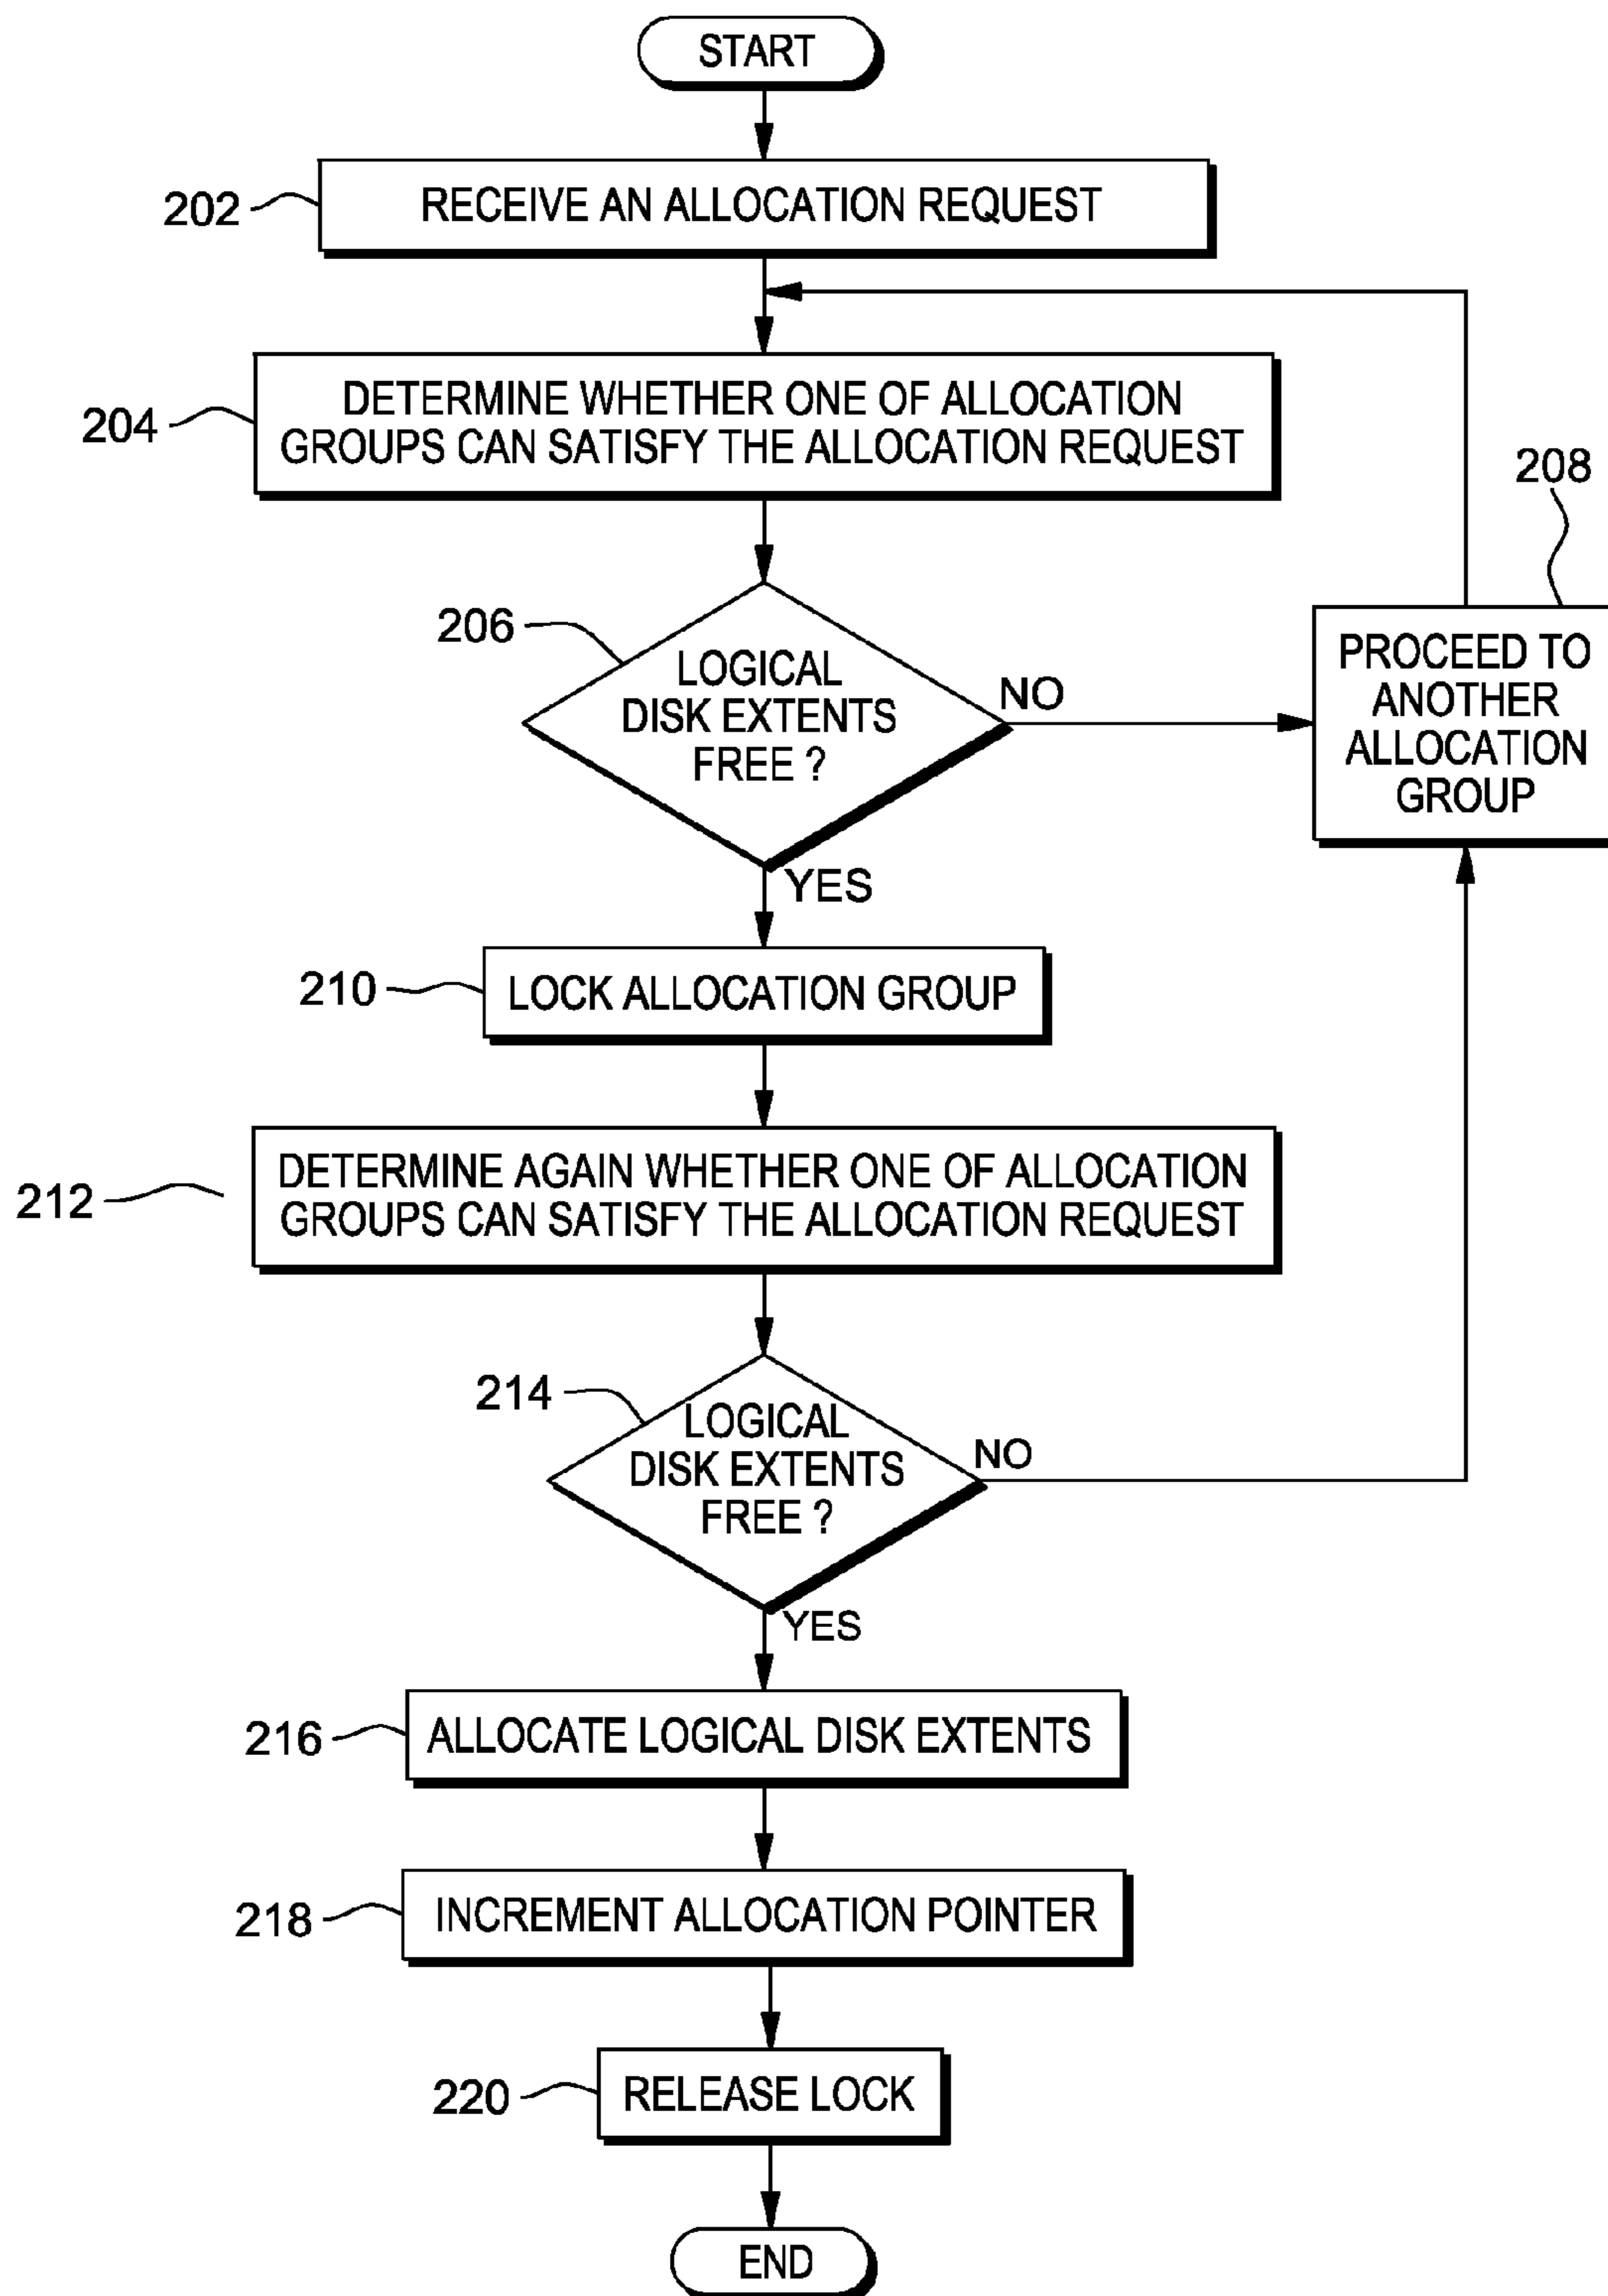 START
202
RECEIVE AN ALLOCATION REQUEST
204
DETERMINE WHETHER ONE OF ALLOCATION
GROUPS CAN SATISFY THE ALLOCATION REQUEST
208
206
LOGICAL
DISK EXTENTS
FREE ?
NO
PROCEED TO
ANOTHER
ALLOCATION
GROUP
YES
210
LOCK ALLOCATION GROUP
212
DETERMINE AGAIN WHETHER ONE OF ALLOCATION
GROUPS CAN SATISFY THE ALLOCATION REQUEST
214
LOGICAL
DISK EXTENTS
FREE ?
NO
YES
216
ALLOCATE LOGICAL DISK EXTENTS
218
INCREMENT ALLOCATION POINTER
220
RELEASE LOCK
END